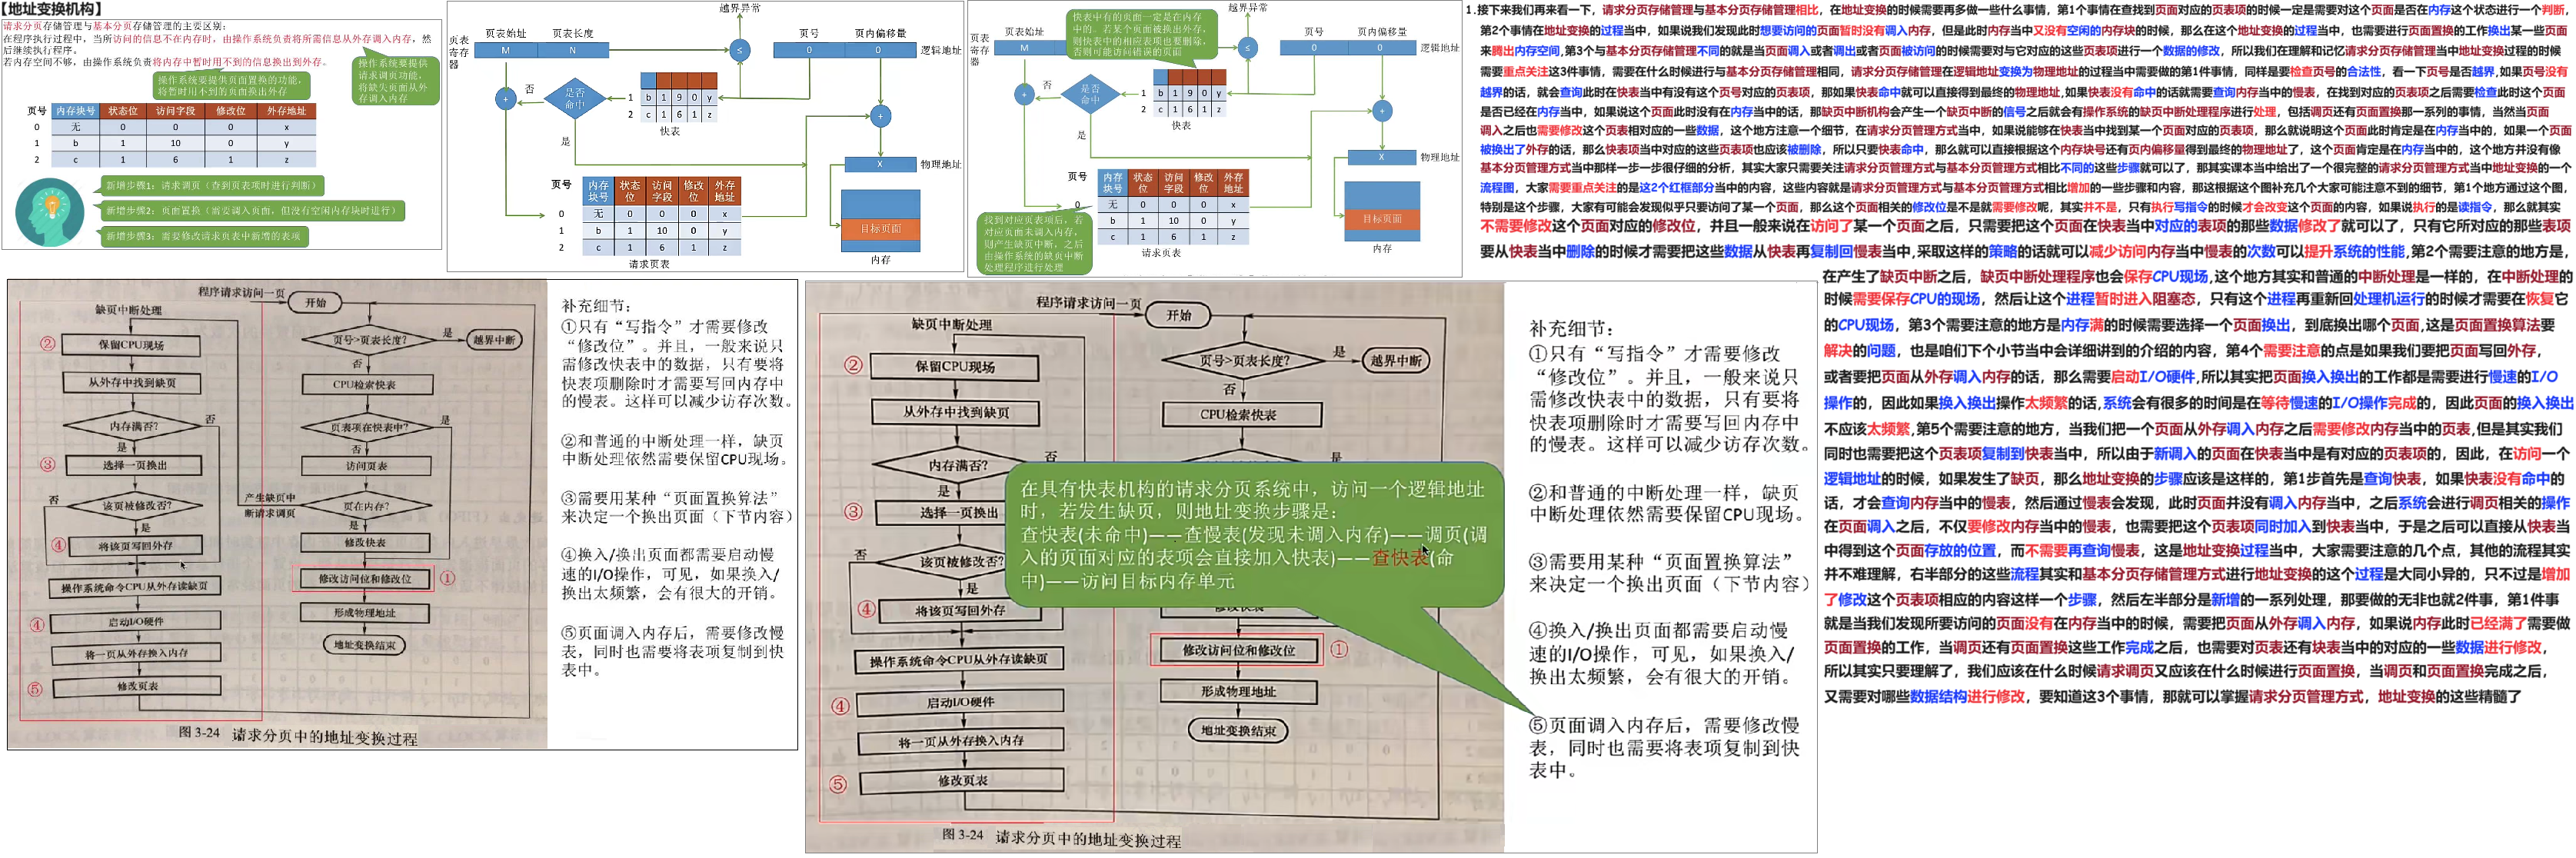 【地址变换机构】
请求分页存储管理与基本分页存储管理的主要区别:
在程序执行过程中,当所访问的信息不在内存时,由操作系统负责将所需信息从外存调入内存,然
后继续执行程序。
若内存空间不够,由操作系统负责将内存中暂时用不到的信息换出到外存。
操作系统要提供页面置换的功能,
将暂时用不到的页面换出外存
操作系统要提供
请求调页功能,
将缺失页面从外
存调入内存
页号 内存块号 状态位 访问字段 修改位 外存地址
0 无 0 0 0 x
1 b 1 10 0 y
2 c 1 6 1 z
新增步骤1: 请求调页(查到页表项时进行判断)
新增步骤2: 页面置换(需要调入页面,但没有空闲内存块时进行)
新增步骤3: 需要修改请求页表中新增的表项
越界异常
页表始址 页表长度 页号 页内偏移量
页表
寄存
器
M N ≤ 0 0 逻辑地址
+ 否 是否
命中
1 b 1 9 0 y
2 c 1 6 1 z
快表
+
是
X 物理地址
页号 内存
块号 状态
位 访问
字段 修改
位 外存
地址
0 无 0 0 0 x
1 b 1 10 0 y
2 c 1 6 1 z
请求页表
目标页面
内存
越界异常
快表中有的页面一定是在内存
中的。若某个页面被换出外存,
则快表中的相应表项也要删除,
否则可能访问错误的页面
页表始址 页号 页内偏移量
页表
寄存
器
M ≤ 0 0 逻辑地址
+ 否 是否
命中
1 b 1 9 0 y
2 c 1 6 1 z
快表
+
是
X 物理地址
页号 内存
块号 状态
位 访问
字段 修改
位 外存
地址
0 无 0 0 0 x
1 b 1 10 0 y
2 c 1 6 1 z
请求页表
找到对应页表项后,若
对应页面未调入内存,
则产生缺页中断,之后
由操作系统的缺页中断
处理程序进行处理
目标页面
内存
1.接下来我们再来看一下,请求分页存储管理与基本分页存储管理相比,在地址变换的时候需要再多做一些什么事情,第1个事情在查找到页面对应的页表项的时候一定是需要对这个页面是否在内存这个状态进行一个判断,
第2个事情在地址变换的过程当中,如果说我们发现此时想要访问的页面暂时没有调入内存,但是此时内存当中又没有空闲的内存块的时候,那么在这个地址变换的过程当中,也需要进行页面置换的工作换出某一些页面
来腾出内存空间,第3个与基本分页存储管理不同的就是当页面调入或者调出或者页面被访问的时候需要对与它对应的这些页表项进行一个数据的修改,所以我们在理解和记忆请求分页存储管理当中地址变换过程的时候
需要重点关注这3件事情,需要在什么时候进行与基本分页存储管理相同,请求分页存储管理在逻辑地址变换为物理地址的过程当中需要做的第1件事情,同样是要检查页号的合法性,看一下页号是否越界,如果页号没有
越界的话,就会查询此时在快表当中有没有这个页号对应的页表项,那如果快表命中就可以直接得到最终的物理地址,如果快表没有命中的话就需要查询内存当中的慢表,在找到对应的页表项之后需要检查此时这个页面
是否已经在内存当中,如果说这个页面此时没有在内存当中的话,那么缺页中断机构会产生一个缺页中断的信号之后就会有操作系统的缺页中断处理程序进行处理,包括调页还有页面置换那一系列的事情,当然当页面
调入之后也需要修改这个页表相对应的一些数据,这个地方注意一个细节,在请求分页管理方式当中,如果说能够在快表当中找到某一个页面对应的页表项,那么就说明这个页面此时肯定是在内存当中的,如果一个页面
被换出了外存的话,那么快表项当中对应的这些页表项也应该被删除,所以只要快表命中,那么就可以直接根据这个内存块号还有页内偏移量得到最终的物理地址了,这个页面肯定是在内存当中的,这个地方并没有像
基本分页管理方式当中那样一步一步很仔细的分析,其实大家只需要关注请求分页管理方式与基本分页管理方式相比不同的这些步骤就可以了,那其实课本当中给出了一个很完整的请求分页管理方式当中地址变换的一个
流程图,大家需要重点关注的是这2个红框部分当中的内容,这些内容就是请求分页管理方式与基本分页管理方式相比增加的一些步骤和内容,那这根据这个图补充几个大家可能注意不到的细节,第1个地方通过这个图,
特别是这个步骤,大家有可能会发现似乎只要访问了某一个页面,那么这个页面相关的修改位是不是就需要修改呢,其实并不是,只有执行写指令的时候才会改变这个页面的内容,如果说执行的是读指令,那么就其实
不需要修改这个页面对应的修改位,并且一般来说在访问了某一个页面之后,只需要把这个页面在快表当中对应的表项的那些数据修改了就可以了,只有它所对应的那些表项
要从快表当中删除的时候才需要把这些数据从快表再复制回慢表当中,采取这样的策略的话就可以减少访问内存当中慢表的次数可以提升系统的性能,第2个需要注意的地方是,
在产生了缺页中断之后,缺页中断处理程序也会保存CPU现场,这个地方其实和普通的中断处理是一样的,在中断处理的
时候需要保存CPU的现场,然后让这个进程暂时进入阻塞态,只有这个进程再重新回处理机运行的时候才需要在恢复它
的CPU现场,第3个需要注意的地方是内存满的时候需要选择一个页面换出,到底换出哪个页面,这是页面置换算法要
解决的问题,也是咱们下个小节当中会详细讲到的介绍的内容,第4个需要注意的点是如果我们要把页面写回外存,
或者要把页面从外存调入内存的话,那么需要启动I/O硬件,所以其实把页面换入换出的工作都是需要进行慢速的I/O
操作的,因此如果换入换出操作太频繁的话,系统会有很多的时间是在等待慢速的I/O操作完成的,因此页面的换入换出
不应该太频繁,第5个需要注意的地方,当我们把一个页面从外存调入内存之后需要修改内存当中的页表,但是其实我们
同时也需要把这个页表项复制到快表当中,所以由于新调入的页面在快表当中是有对应的页表项的,因此,在访问一个
逻辑地址的时候,如果发生了缺页,那么地址变换的步骤应该是这样的,第1步首先是查快表,如果快表没有命中的
话,才会查询内存当中的慢表,然后通过慢表会发现,此时页面并没有调入内存当中,之后系统会进行调页相关的操作
在页面调入之后,不仅要修改内存当中的慢表,也需要把这个页表项同时加入到快表当中,于是之后可以直接从快表当
中得到这个页面存放的位置,而不需要再查询慢表,这是地址变换过程当中,大家需要注意的几个点,其他的流程其实
并不难理解,右半部分的这些流程其实和基本分页存储管理方式进行地址变换的这个过程是大同小异的,只不过是增加
了修改这个页表项相应的内容这样一个步骤,然后左半部分是新增的一系列处理,那要做的无非也就2件事,第1件事
就是当我们发现所要访问的页面没有在内存当中的时候,需要把页面从外存调入内存,如果说内存此时已经满了需要做
页面置换的工作,当调页还有页面置换这些工作完成之后,也需要对页表还有快表当中的对应的一些数据进行修改,
所以其实只要理解了,我们应该在什么时候请求调页又应该在什么时候进行页面置换,当调页和页面置换完成之后,
又需要对哪些数据结构进行修改,要知道这3个事情,那就可以掌握请求分页管理方式,地址变换的这些精髓了
程序请求访问一页
开始
缺页中断处理
② 保留CPU现场
页号>页表长度? 是 越界中断
否
从外存中找到缺页
CPU检索快表
内存满否? 否
页表项在快表中? 是
是
否
③ 选择一页换出
访问页表
否 该页被修改否?
产生缺页中
断请求调页
页在内存?
是
是
④ 将该页写回外存
修改快表
操作系统命令CPU从外存读缺页
修改访问位和修改位 ①
④ 启动I/O硬件
形成物理地址
将一页从外存换入内存
地址变换结束
⑤ 修改页表
图 3-24 请求分页中的地址变换过程
补充细节:
①只有“写指令”才需要修改
“修改位”。并且,一般来说只
需修改快表中的数据,只有要将
快表项删除时才需要写回内存中
的慢表。这样可以减少访存次数。
②和普通的中断处理一样,缺页
中断处理依然需要保留CPU现场。
③需要用某种“页面置换算法”
来决定一个换出页面(下节内容)
④换入/换出页面都需要启动慢
速的I/O操作,可见,如果换入/
换出太频繁,会有很大的开销。
⑤页面调入内存后,需要修改慢
表,同时也需要将表项复制到快
表中。
程序请求访问一页
开始
缺页中断处理
② 保留CPU现场
页号>页表长度? 是 越界中断
否
从外存中找到缺页
CPU检索快表
内存满否? 否
是
是
③ 选择一页换出
否 该页被修改否?
是
④ 将该页写回外存
修改快表
操作系统命令CPU从外存读缺页
修改访问位和修改位 ①
④ 启动I/O硬件
形成物理地址
将一页从外存换入内存
地址变换结束
⑤ 修改页表
图 3-24 请求分页中的地址变换过程
在具有快表机构的请求分页系统中,访问一个逻辑地址
时,若发生缺页,则地址变换步骤是:
查快表(未命中)——查慢表(发现未调入内存)——调页(调
入的页面对应的表项会直接加入快表)——查快表(命
中)——访问目标内存单元
补充细节:
①只有“写指令”才需要修改
“修改位”。并且,一般来说只
需修改快表中的数据,只有要将
快表项删除时才需要写回内存中
的慢表。这样可以减少访存次数。
②和普通的中断处理一样,缺页
中断处理依然需要保留CPU现场。
③需要用某种“页面置换算法”
来决定一个换出页面(下节内容)
④换入/换出页面都需要启动慢
速的I/O操作,可见,如果换入/
换出太频繁,会有很大的开销。
⑤页面调入内存后,需要修改慢
表,同时也需要将表项复制到快
表中。